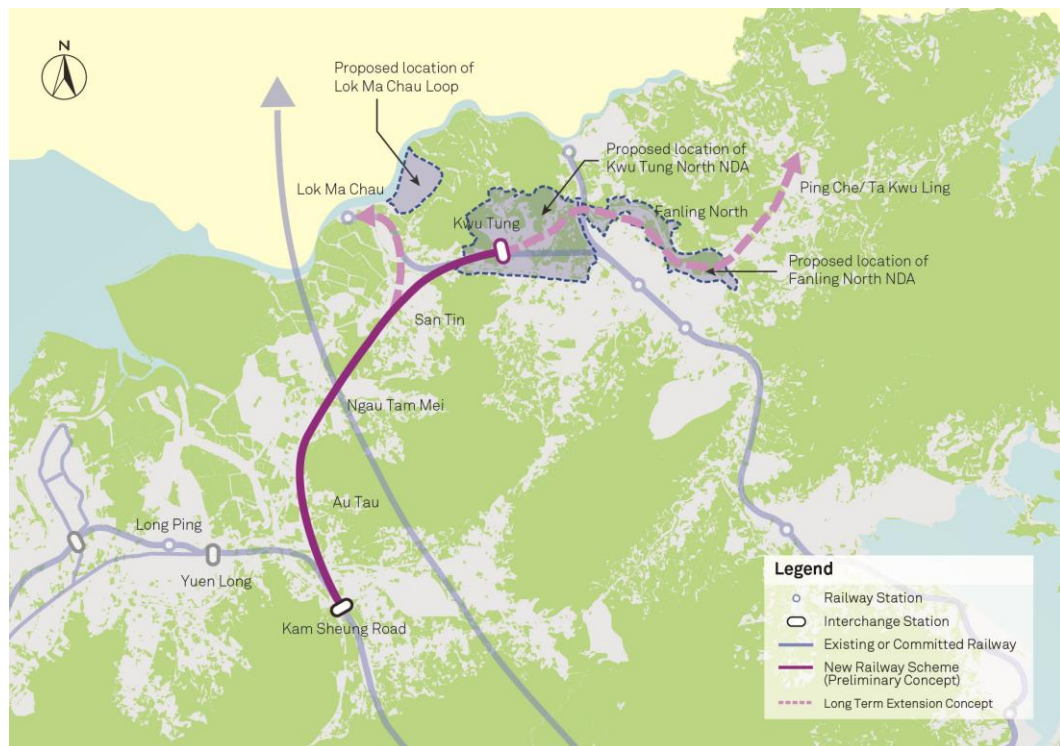 N
Proposed location of
Lok Ma Chau Loop
Proposed location of
Kwu Tung North NDA
Lok Ma Chau
Ping Che/ Ta Kwu Ling
Fanling North
Kwu Tung
Proposed location of
Fanling North NDA
San Tin
Ngau Tam Mei
Au Tau
Long Ping
Yuen Long
Kam Sheung Road
Legend
Railway Station
Interchange Station
Existing or Committed Railway
New Railway Scheme
(Preliminary Concept)
Long Term Extension Concept